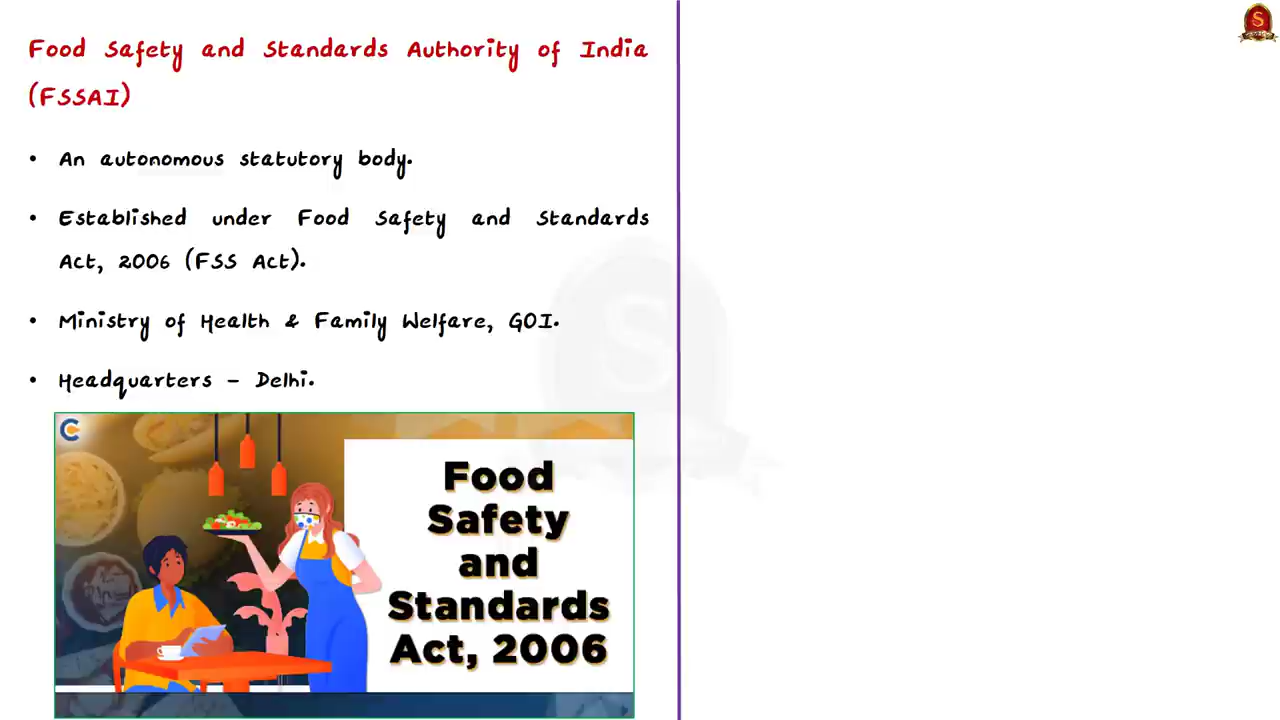 Food Safety and Standards Authority of India
(FSSAI)
• An autonomous statutory body.
• Established under Food Safety and Standards
Act, 2006 (FSS Act).
• Ministry of Health & Family Welfare, GOI.
• Headquarters – Delhi.
Food
Safety
and
Standards
Act, 2006